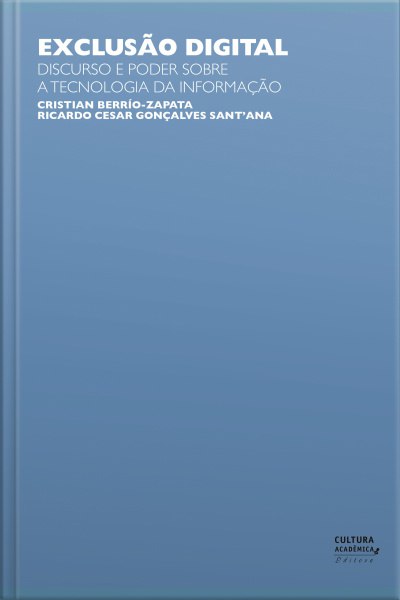 EXCLUSÃO DIGITAL
DISCURSO E PODER SOBRE
A TECNOLOGIA DA INFORMAÇÃO
CRISTIAN BERRÍO-ZAPATA
RICARDO CESAR GONÇALVES SANT'ANA
CULTURA
ACADÊMICA
Editora